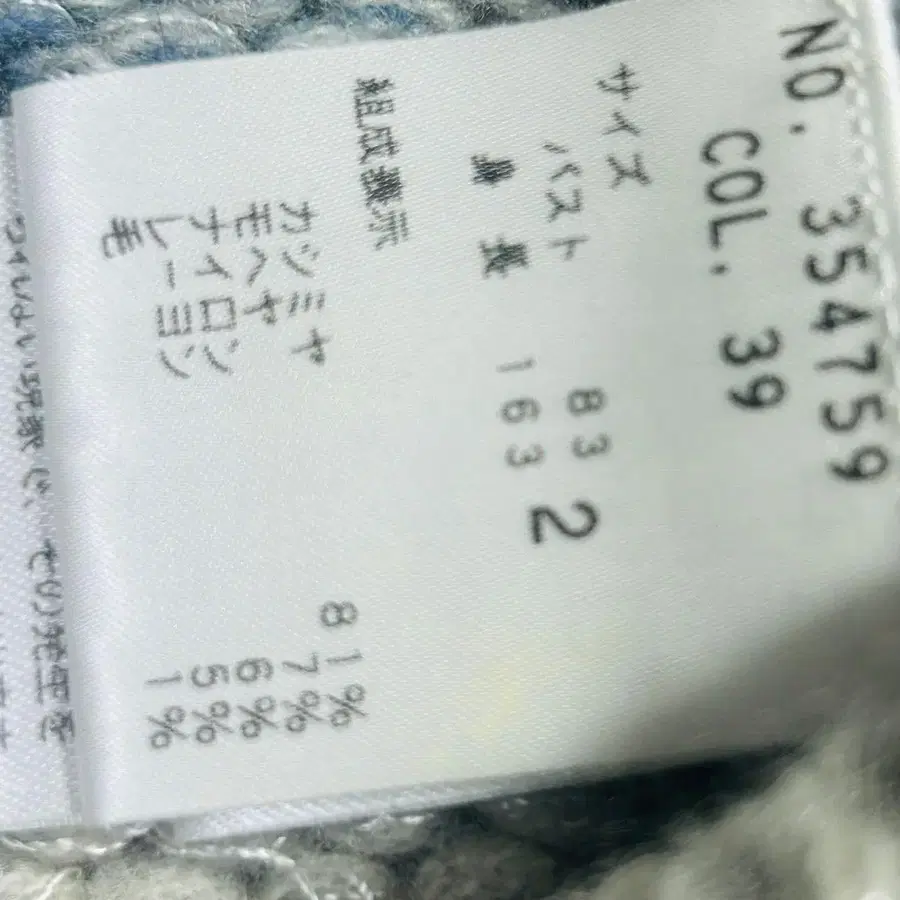 NO. 354759
COL. 39
サイズ 2
バスト 83
身長 163
組成表示
カシミヤ 81%
モヘヤ 7%
ナイロン 6%
レーヨン 5%
毛 1%